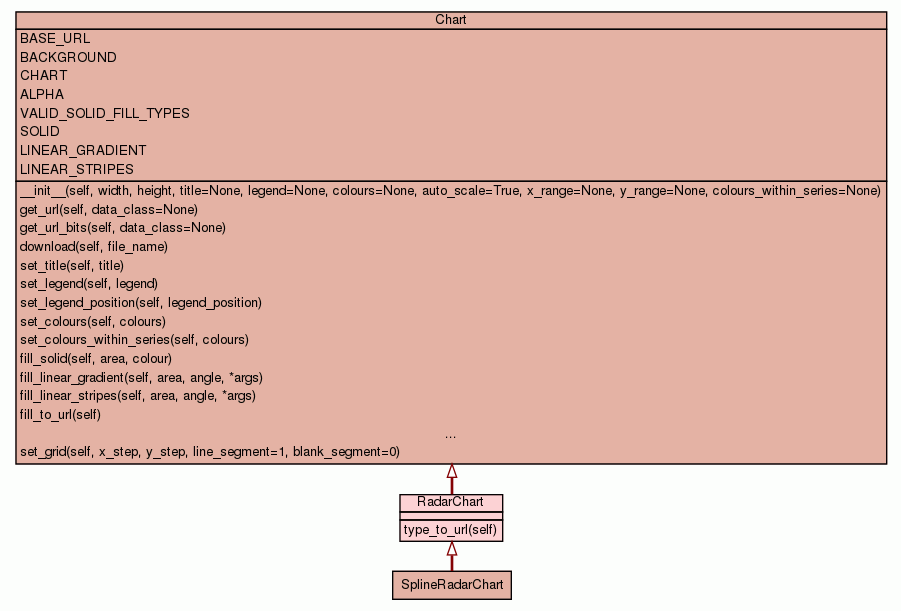 Chart
BASE_URL
BACKGROUND
CHART
ALPHA
VALID_SOLID_FILL_TYPES
SOLID
LINEAR_GRADIENT
LINEAR_STRIPES
__init__(self, width, height, title=None, legend=None, colours=None, auto_scale=True, x_range=None, y_range=None, colours_within_series=None)
get_url(self, data_class=None)
get_url_bits(self, data_class=None)
download(self, file_name)
set_title(self, title)
set_legend(self, legend)
set_legend_position(self, legend_position)
set_colours(self, colours)
set_colours_within_series(self, colours)
fill_solid(self, area, colour)
fill_linear_gradient(self, area, angle, *args)
fill_linear_stripes(self, area, angle, *args)
fill_to_url(self)
...
set_grid(self, x_step, y_step, line_segment=1, blank_segment=0)
RadarChart
type_to_url(self)
SplineRadarChart